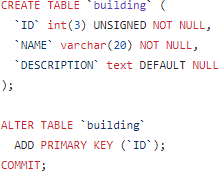 CREATE TABLE `building` (
  `ID` int(3) UNSIGNED NOT NULL,
  `NAME` varchar(20) NOT NULL,
  `DESCRIPTION` text DEFAULT NULL
);
ALTER TABLE `building`
  ADD PRIMARY KEY (`ID`);
COMMIT;